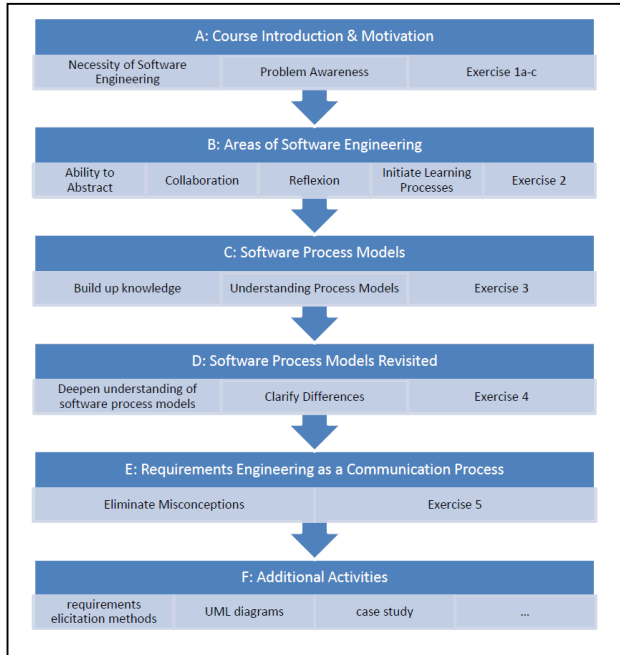 A: Course Introduction & Motivation
Necessity of Software
Engineering
Problem Awareness
Exercise 1a-c
B: Areas of Software Engineering
Ability to
Abstract
Collaboration
Reflexion
Initiate Learning
Processes
Exercise 2
C: Software Process Models
Build up knowledge
Understanding Process Models
Exercise 3
D: Software Process Models Revisited
Deepen understanding of
software process models
Clarify Differences
Exercise 4
E: Requirements Engineering as a Communication Process
Eliminate Misconceptions
Exercise 5
F: Additional Activities
requirements
elicitation methods
UML diagrams
case study
...